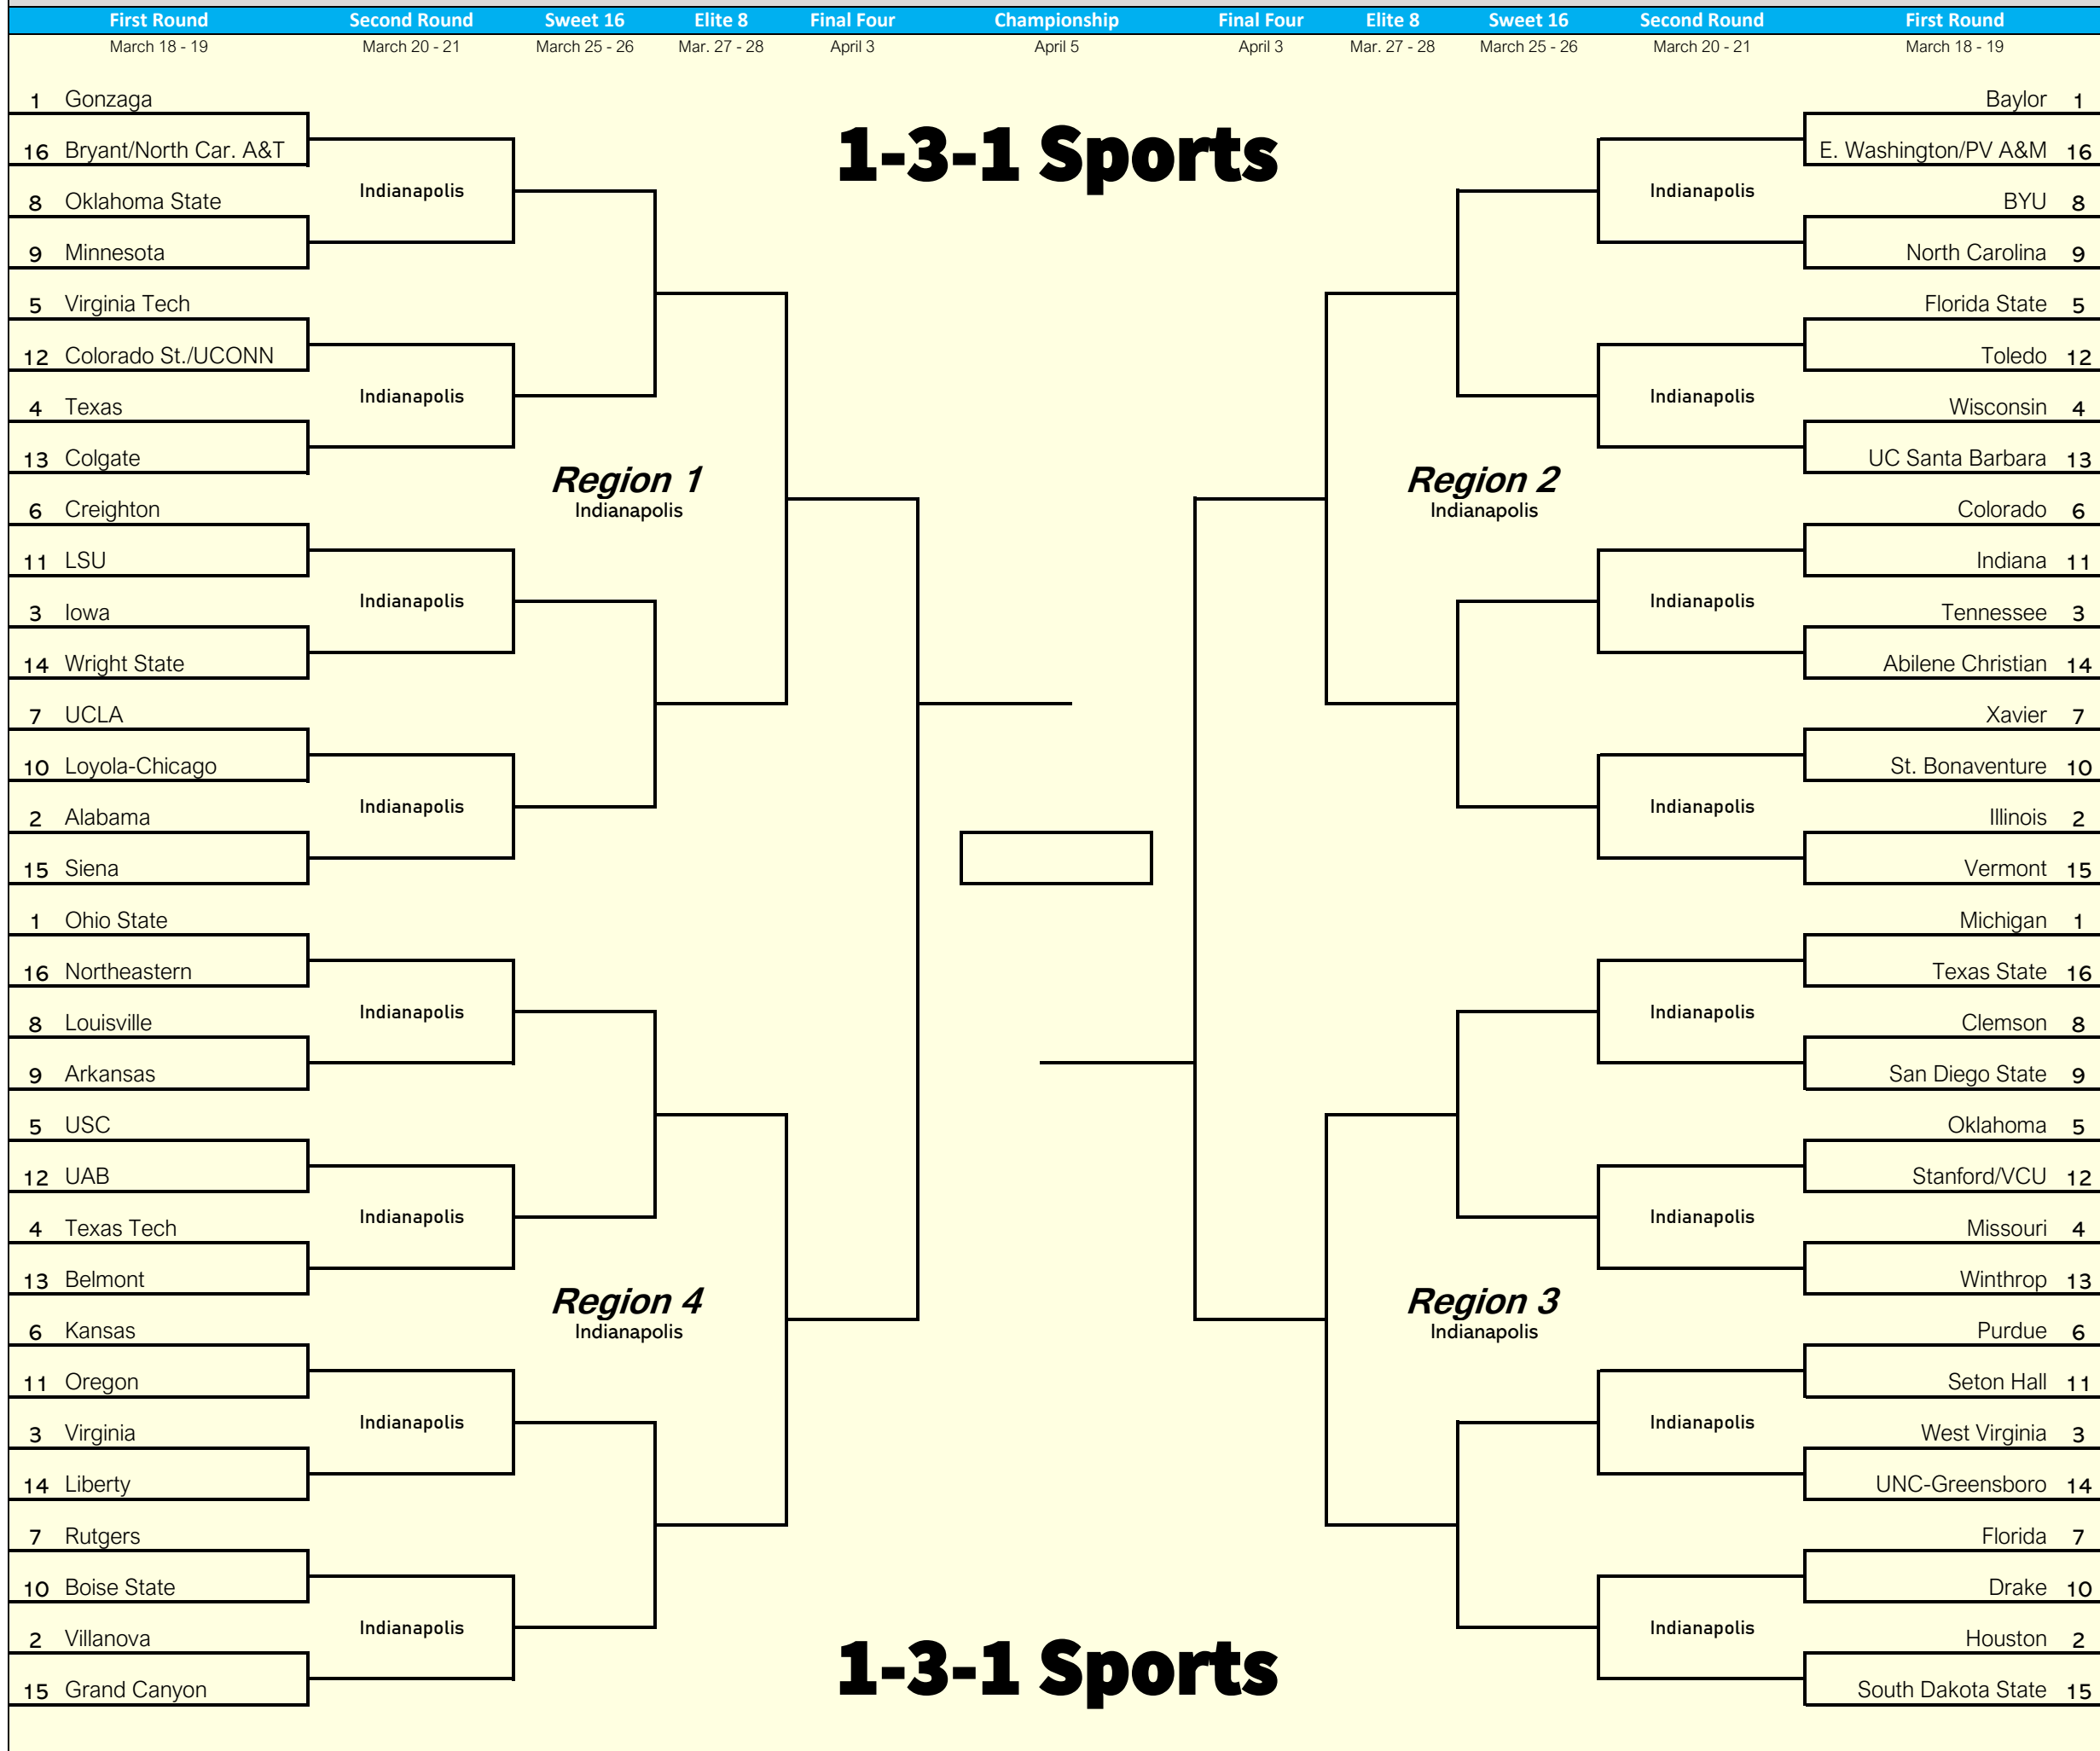 First Round Second Round Sweet 16 Elite 8 Final Four Championship Final Four Elite 8 Sweet 16 Second Round First Round
March 18 - 19 March 20 - 21 March 25 - 26 Mar. 27 - 28 April 3 April 5 April 3 Mar. 27 - 28 March 25 - 26 March 20 - 21 March 18 - 19
1-3-1 Sports
1 Gonzaga
16 Bryant/North Car. A&T
Indianapolis
8 Oklahoma State
9 Minnesota
5 Virginia Tech
12 Colorado St./UCONN
Indianapolis
4 Texas
13 Colgate
Region 1
Indianapolis
6 Creighton
11 LSU
Indianapolis
3 Iowa
14 Wright State
7 UCLA
10 Loyola-Chicago
Indianapolis
2 Alabama
15 Siena
1 Ohio State
16 Northeastern
Indianapolis
8 Louisville
9 Arkansas
5 USC
12 UAB
Indianapolis
4 Texas Tech
13 Belmont
Region 4
Indianapolis
6 Kansas
11 Oregon
Indianapolis
3 Virginia
14 Liberty
7 Rutgers
10 Boise State
Indianapolis
2 Villanova
15 Grand Canyon
Baylor 1
E. Washington/PV A&M 16
Indianapolis
BYU 8
North Carolina 9
Florida State 5
Toledo 12
Indianapolis
Wisconsin 4
UC Santa Barbara 13
Region 2
Indianapolis
Colorado 6
Indiana 11
Indianapolis
Tennessee 3
Abilene Christian 14
Xavier 7
St. Bonaventure 10
Indianapolis
Illinois 2
Vermont 15
Michigan 1
Texas State 16
Indianapolis
Clemson 8
San Diego State 9
Oklahoma 5
Stanford/VCU 12
Indianapolis
Missouri 4
Winthrop 13
Region 3
Indianapolis
Purdue 6
Seton Hall 11
Indianapolis
West Virginia 3
UNC-Greensboro 14
Florida 7
Drake 10
Indianapolis
Houston 2
South Dakota State 15
1-3-1 Sports